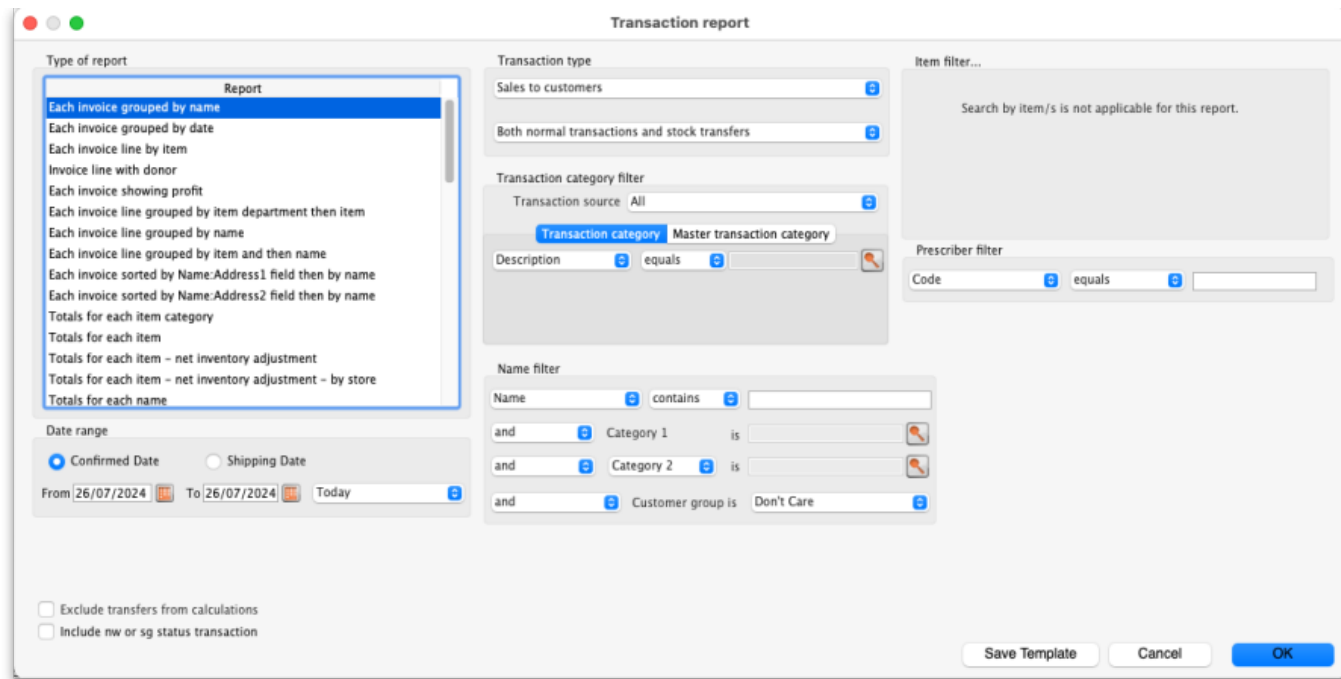 Transaction report
Type of report
Report
Each invoice grouped by name
Each invoice grouped by date
Each invoice line by item
Invoice line with donor
Each invoice showing profit
Each invoice line grouped by item department then item
Each invoice line grouped by name
Each invoice line grouped by item and then name
Each invoice sorted by Name:Address1 field then by name
Each invoice sorted by Name:Address2 field then by name
Totals for each item category
Totals for each item
Totals for each item - net inventory adjustment
Totals for each item - net inventory adjustment - by store
Totals for each name
Date range
Confirmed Date Shipping Date
From 26/07/2024 To 26/07/2024 Today
Exclude transfers from calculations
Include nw or sg status transaction
Transaction type
Sales to customers
Both normal transactions and stock transfers
Transaction category filter
Transaction source All
Transaction category Master transaction category
Description equals
Name filter
Name contains
and Category 1 is
and Category 2 is
and Customer group is Don't Care
Item filter...
Search by item/s is not applicable for this report.
Prescriber filter
Code equals
Save Template Cancel OK